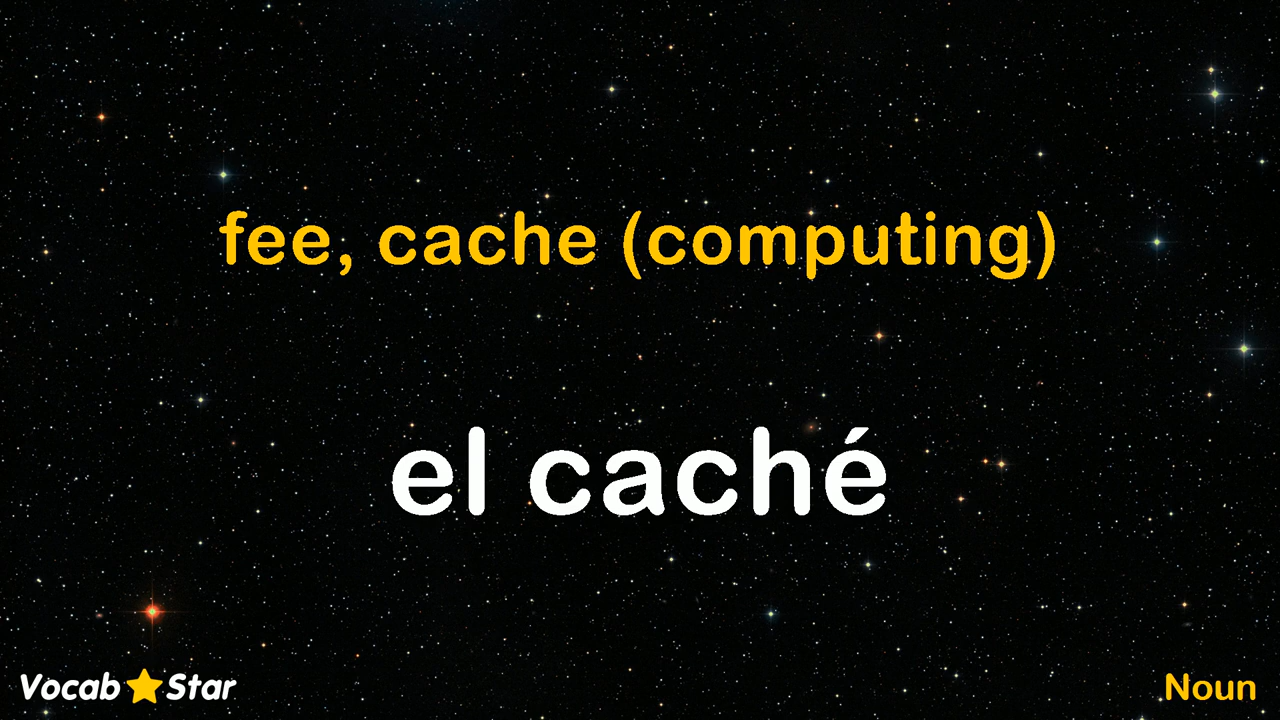 fee, cache (computing)
el caché
Vocab Star
Noun